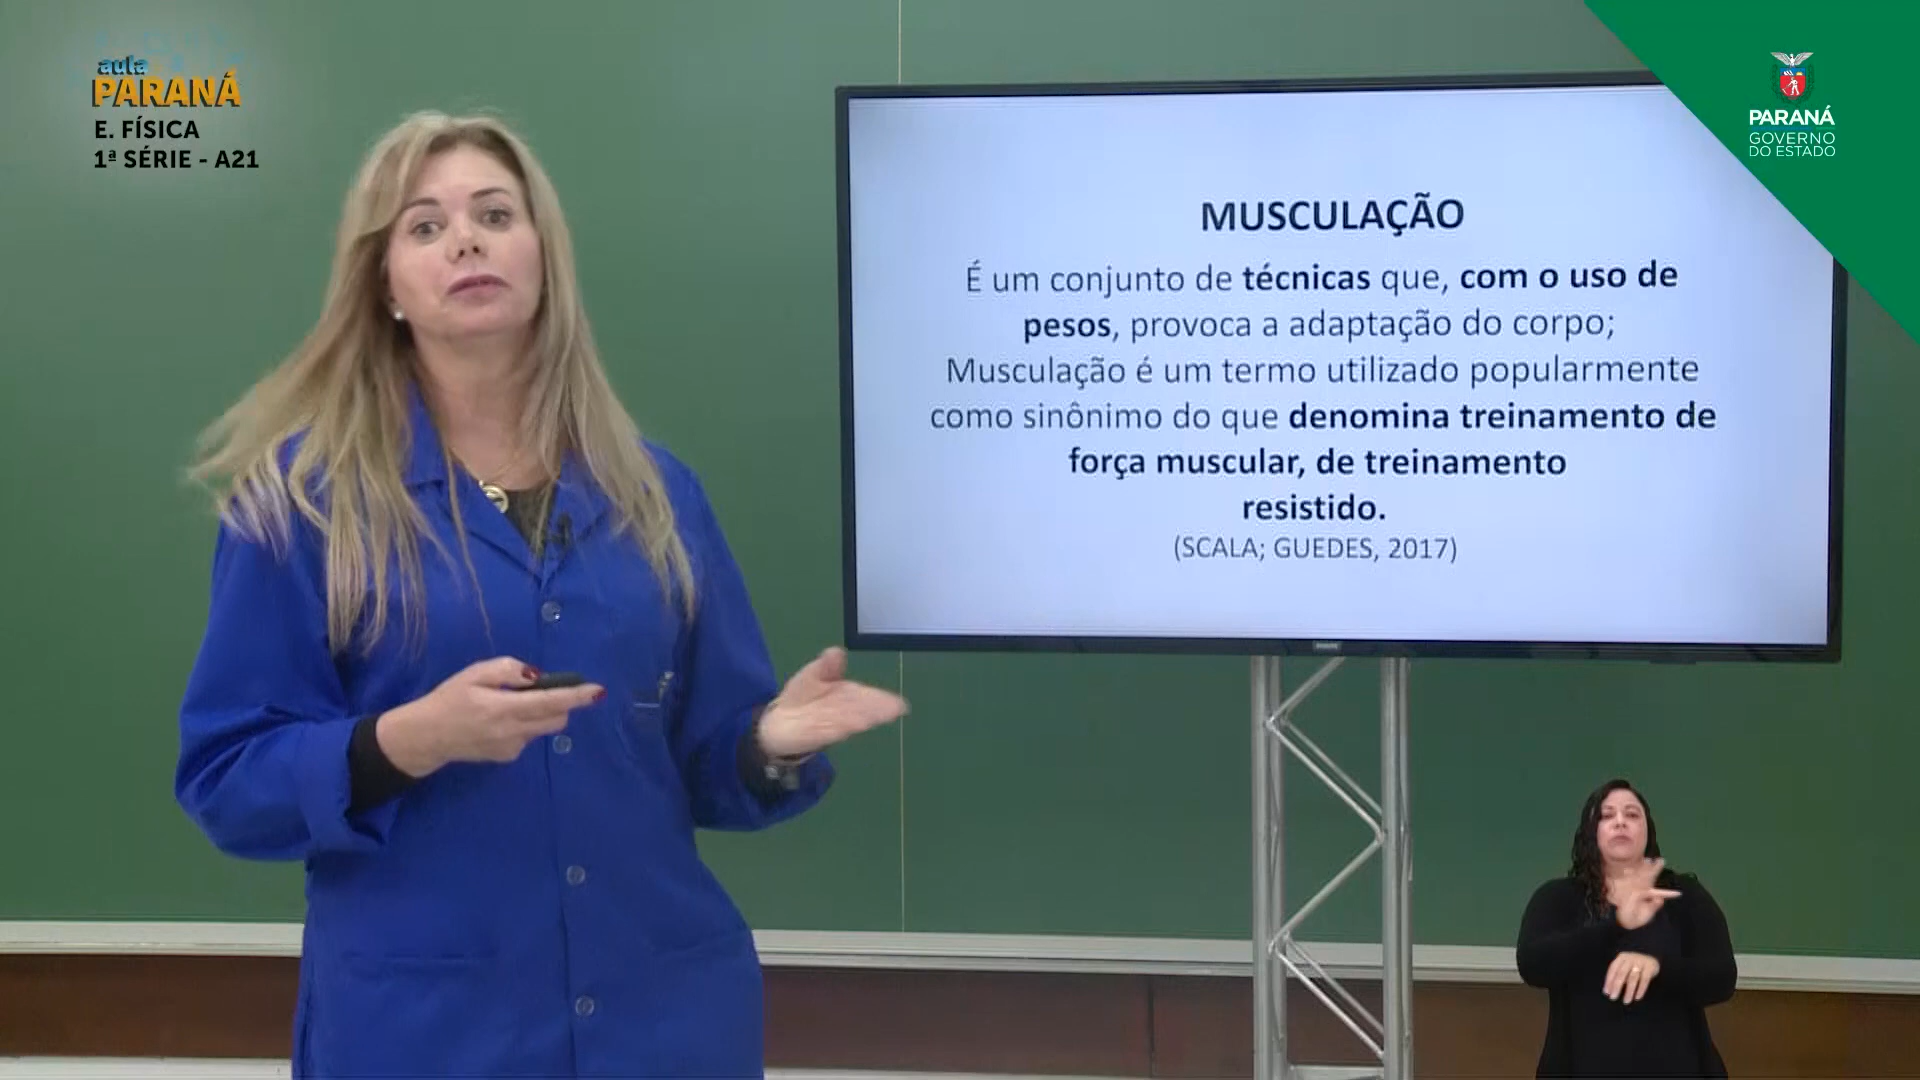 aula
PARANÁ
E. FÍSICA
1ª SÉRIE - A21
PARANÁ
GOVERNO
DO ESTADO
MUSCULAÇÃO
É um conjunto de técnicas que, com o uso de
pesos, provoca a adaptação do corpo;
Musculação é um termo utilizado popularmente
como sinônimo do que denomina treinamento de
força muscular, de treinamento
resistido.
(SCALA; GUEDES, 2017)